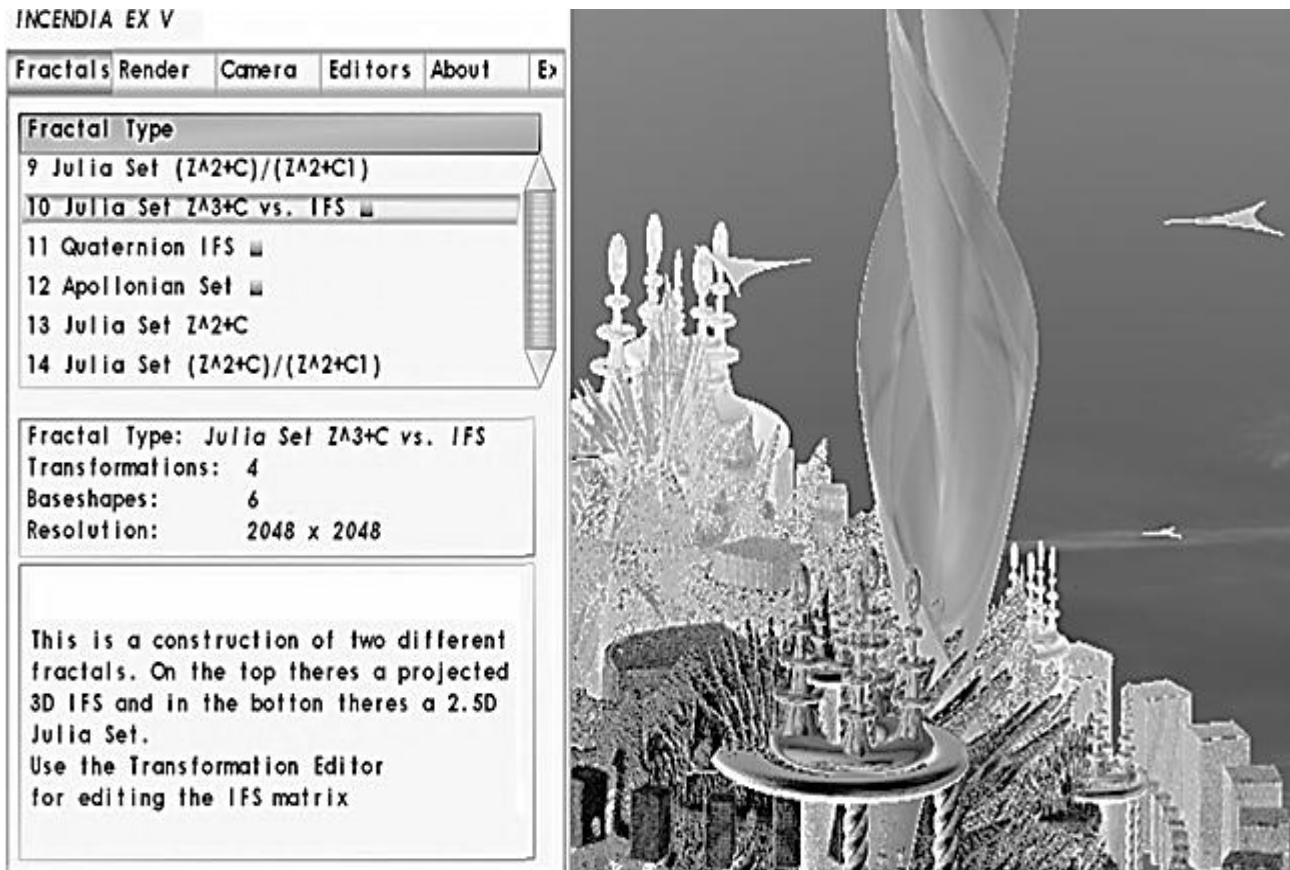 INCENDIA EX V
Fractals Render Camera Editors About Ex
Fractal Type
9 Julia Set (Z^2+C)/(Z^2+C1)
10 Julia Set Z^3+C vs. IFS
11 Quaternion IFS
12 Apollonian Set
13 Julia Set Z^2+C
14 Julia Set (Z^2+C)/(Z^2+C1)
Fractal Type: Julia Set Z^3+C vs. IFS
Transformations: 4
Baseshapes: 6
Resolution: 2048 x 2048
This is a construction of two different
fractals. On the top theres a projected
3D IFS and in the botton theres a 2.5D
Julia Set.
Use the Transformation Editor
for editing the IFS matrix